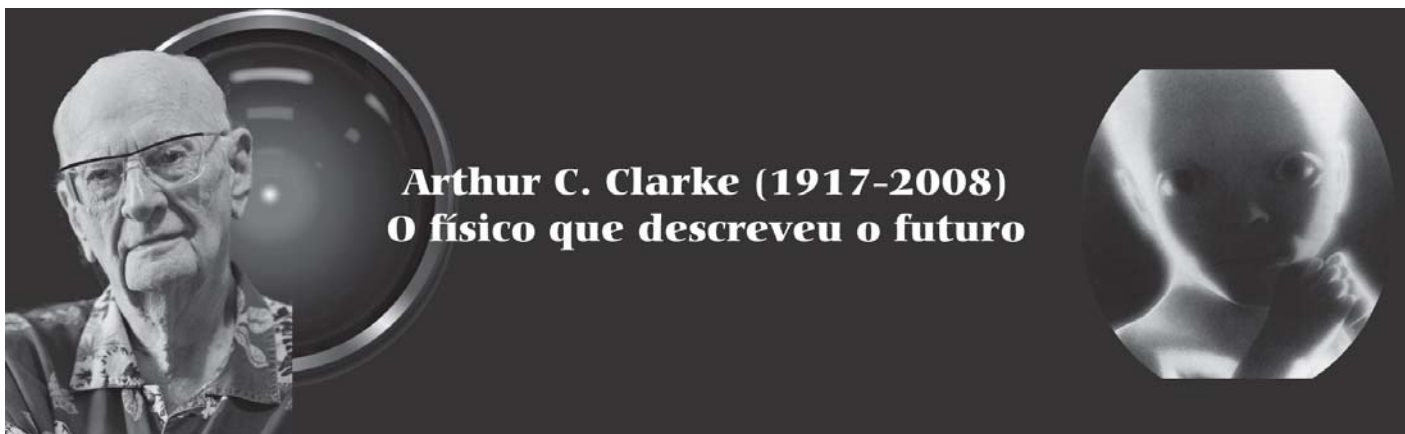 Arthur C. Clarke (1917-2008)
O físico que descreveu o futuro